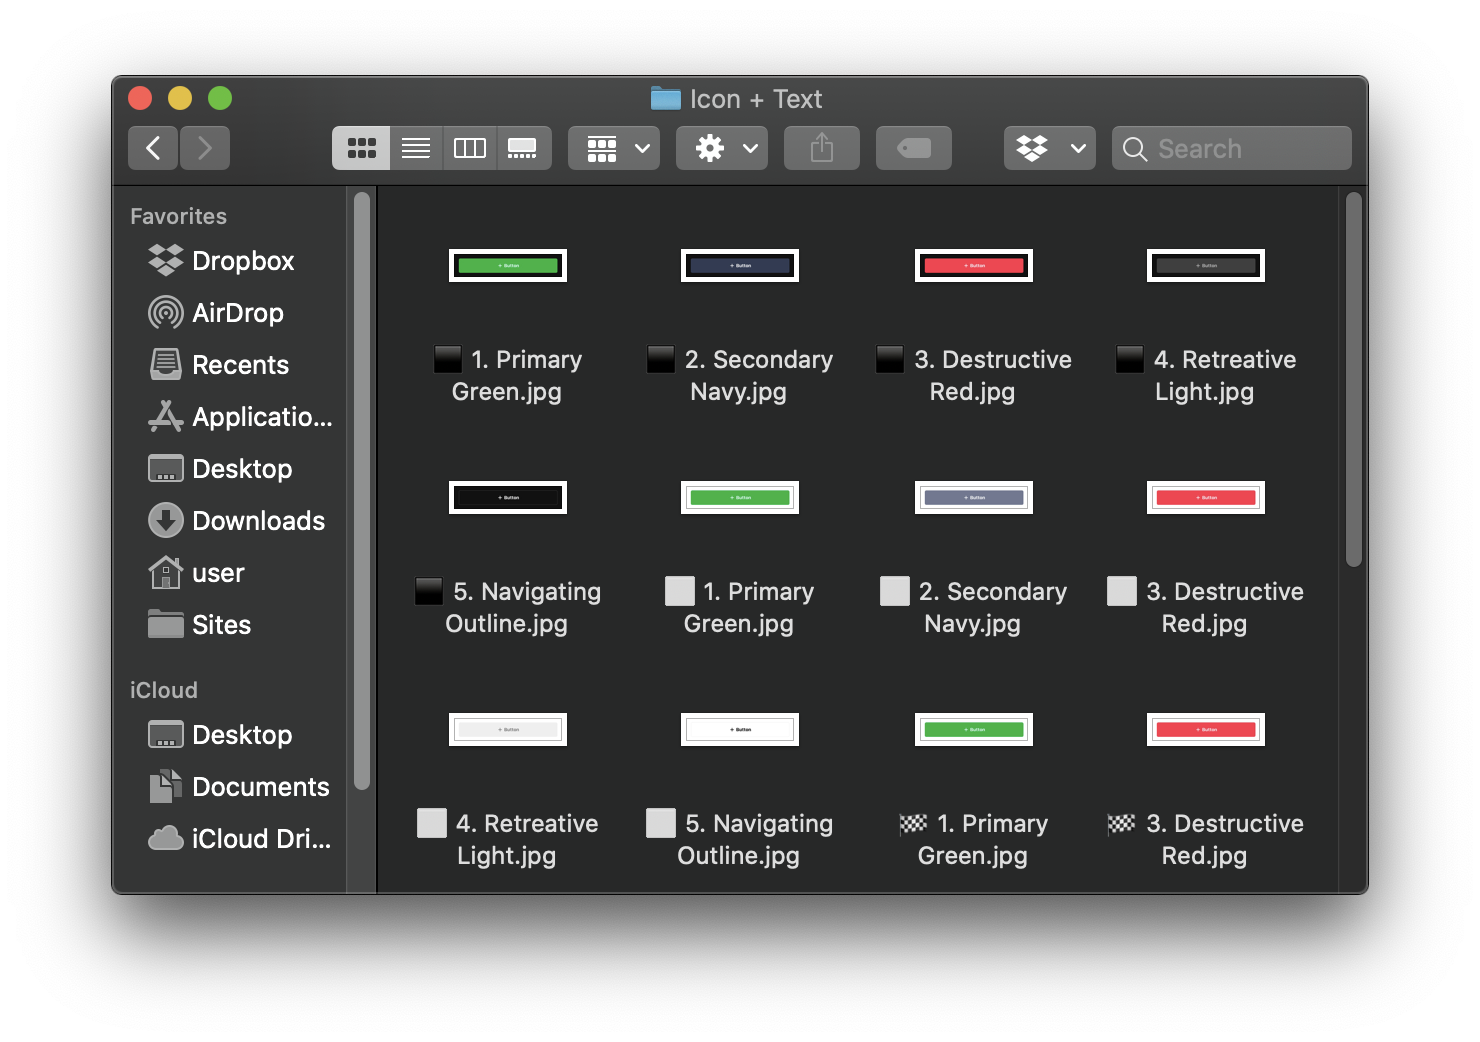 Icon + Text
Search
Favorites
Dropbox
AirDrop
Recents
Applicatio...
Desktop
Downloads
user
Sites
iCloud
Desktop
Documents
iCloud Dri...
+ Button
+ Button
+ Button
+ Button
1. Primary
Green.jpg
2. Secondary
Navy.jpg
3. Destructive
Red.jpg
4. Retreative
Light.jpg
+ Button
+ Button
+ Button
+ Button
5. Navigating
Outline.jpg
1. Primary
Green.jpg
2. Secondary
Navy.jpg
3. Destructive
Red.jpg
+ Button
+ Button
+ Button
+ Button
4. Retreative
Light.jpg
5. Navigating
Outline.jpg
1. Primary
Green.jpg
3. Destructive
Red.jpg